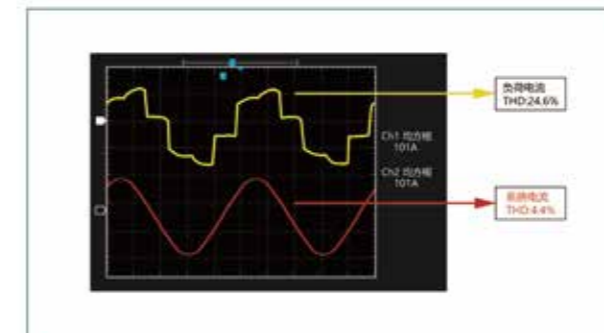 负荷电流
THD:24.6%
Ch1 均方根
101A
Ch2 均方根
101A
系统电流
THD:4.4%